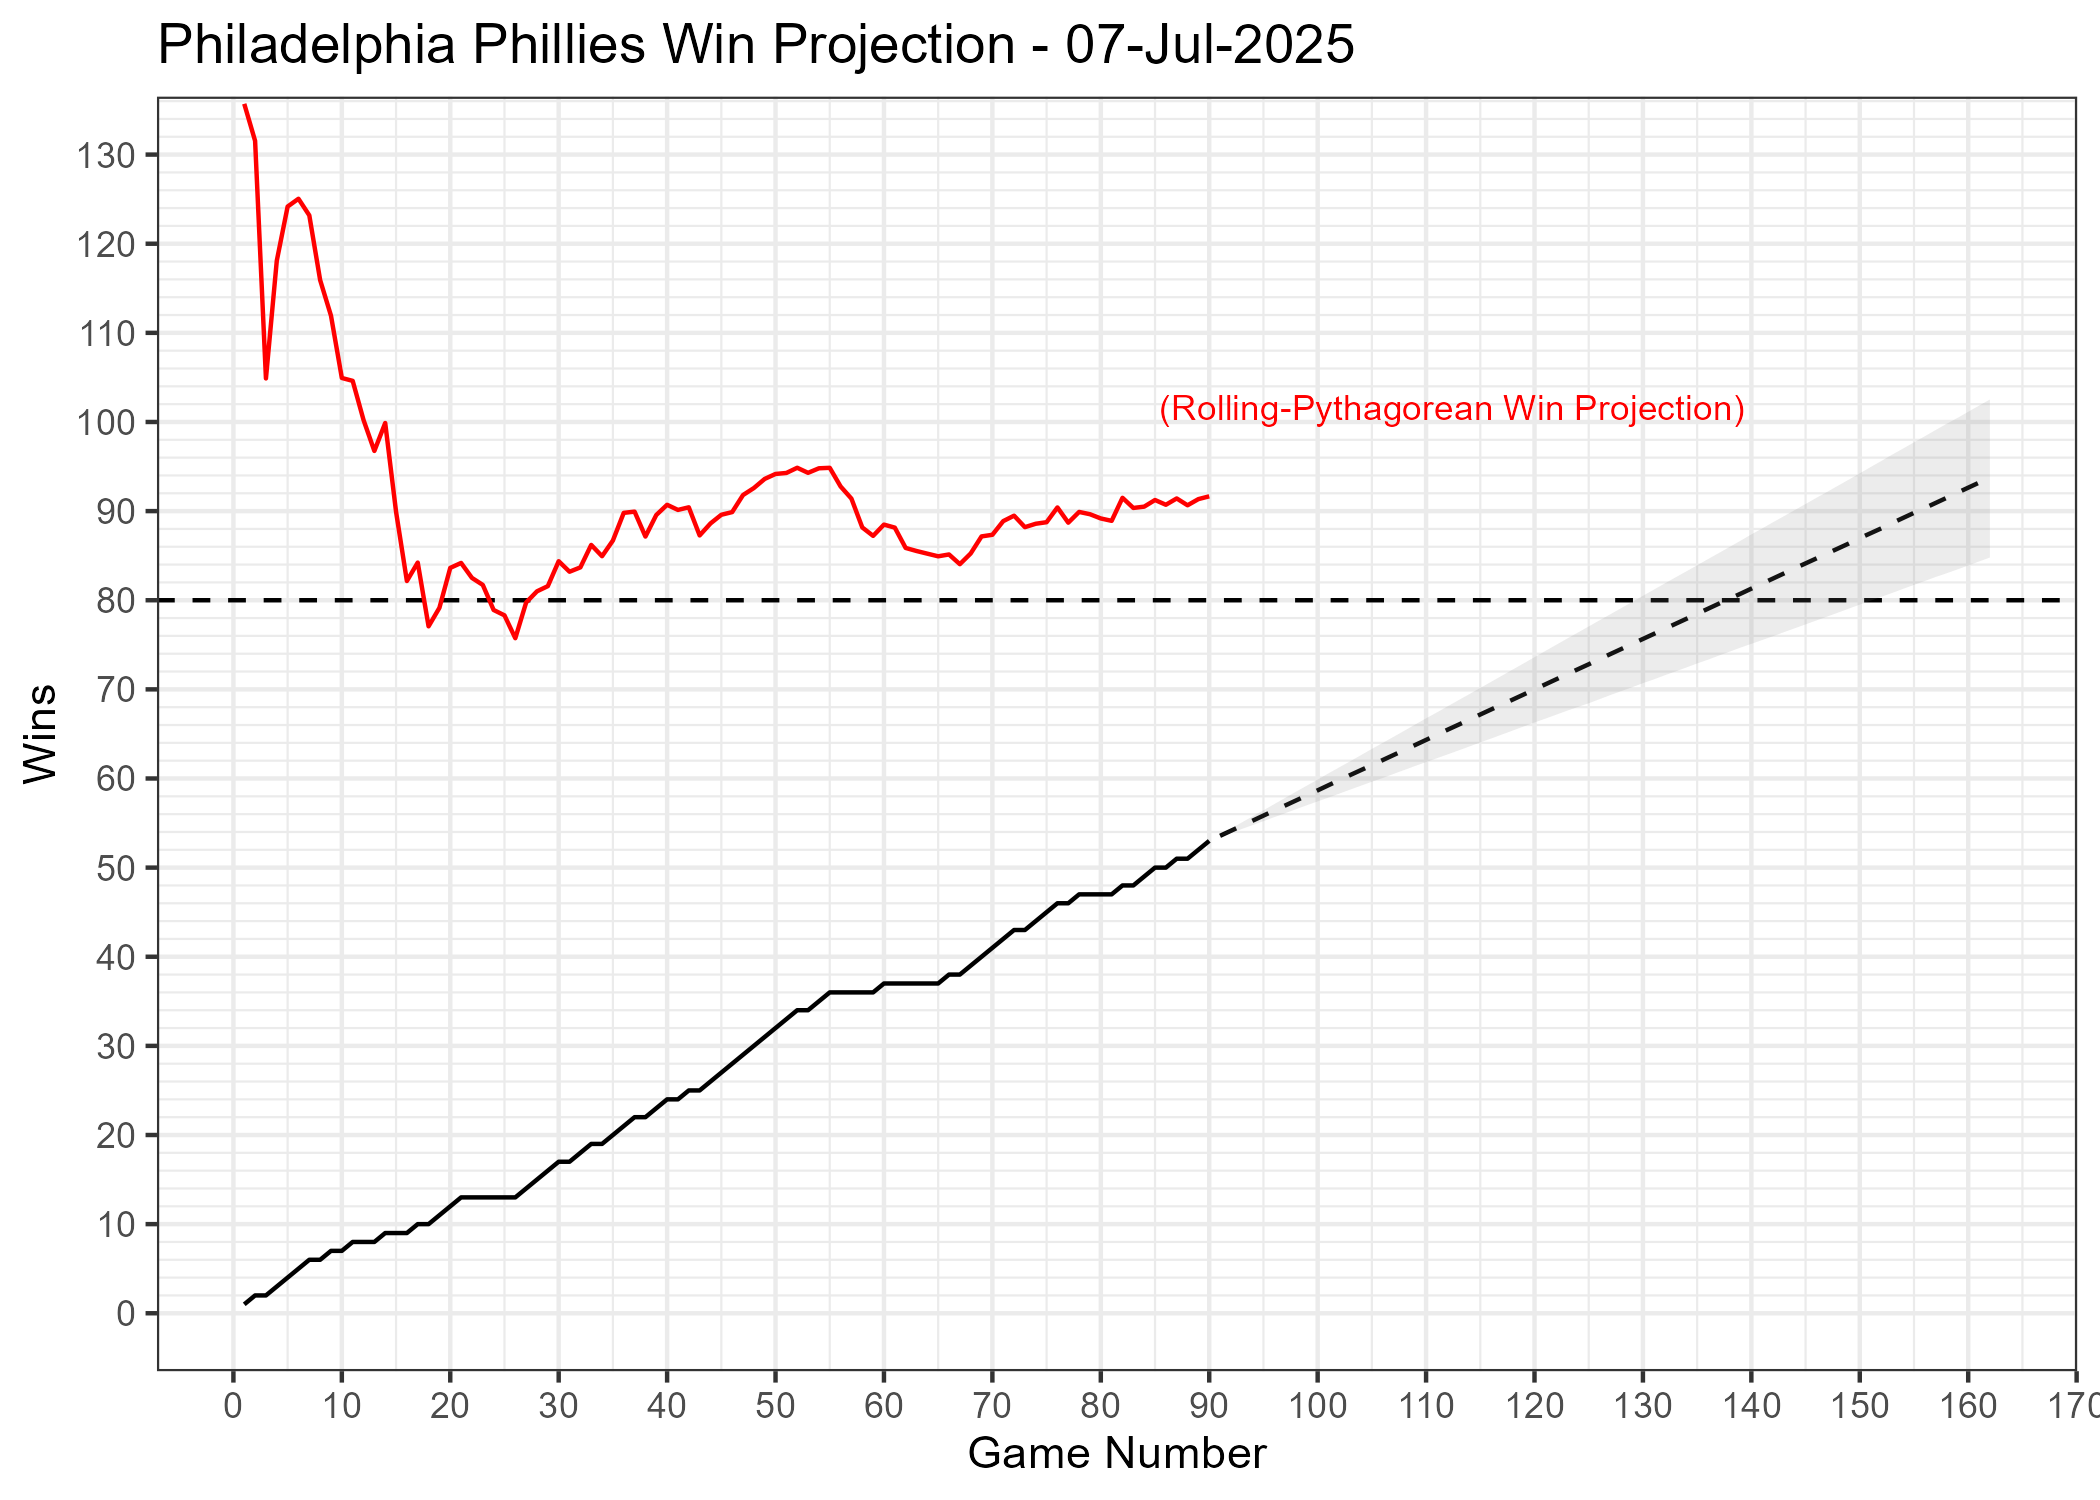 Philadelphia Phillies Win Projection - 07-Jul-2025
130
120
110
(Rolling-Pythagorean Win Projection)
100
90
80
70
Wins
60
50
40
30
20
10
0
0 10 20 30 40 50 60 70 80 90 100 110 120 130 140 150 160 170
Game Number